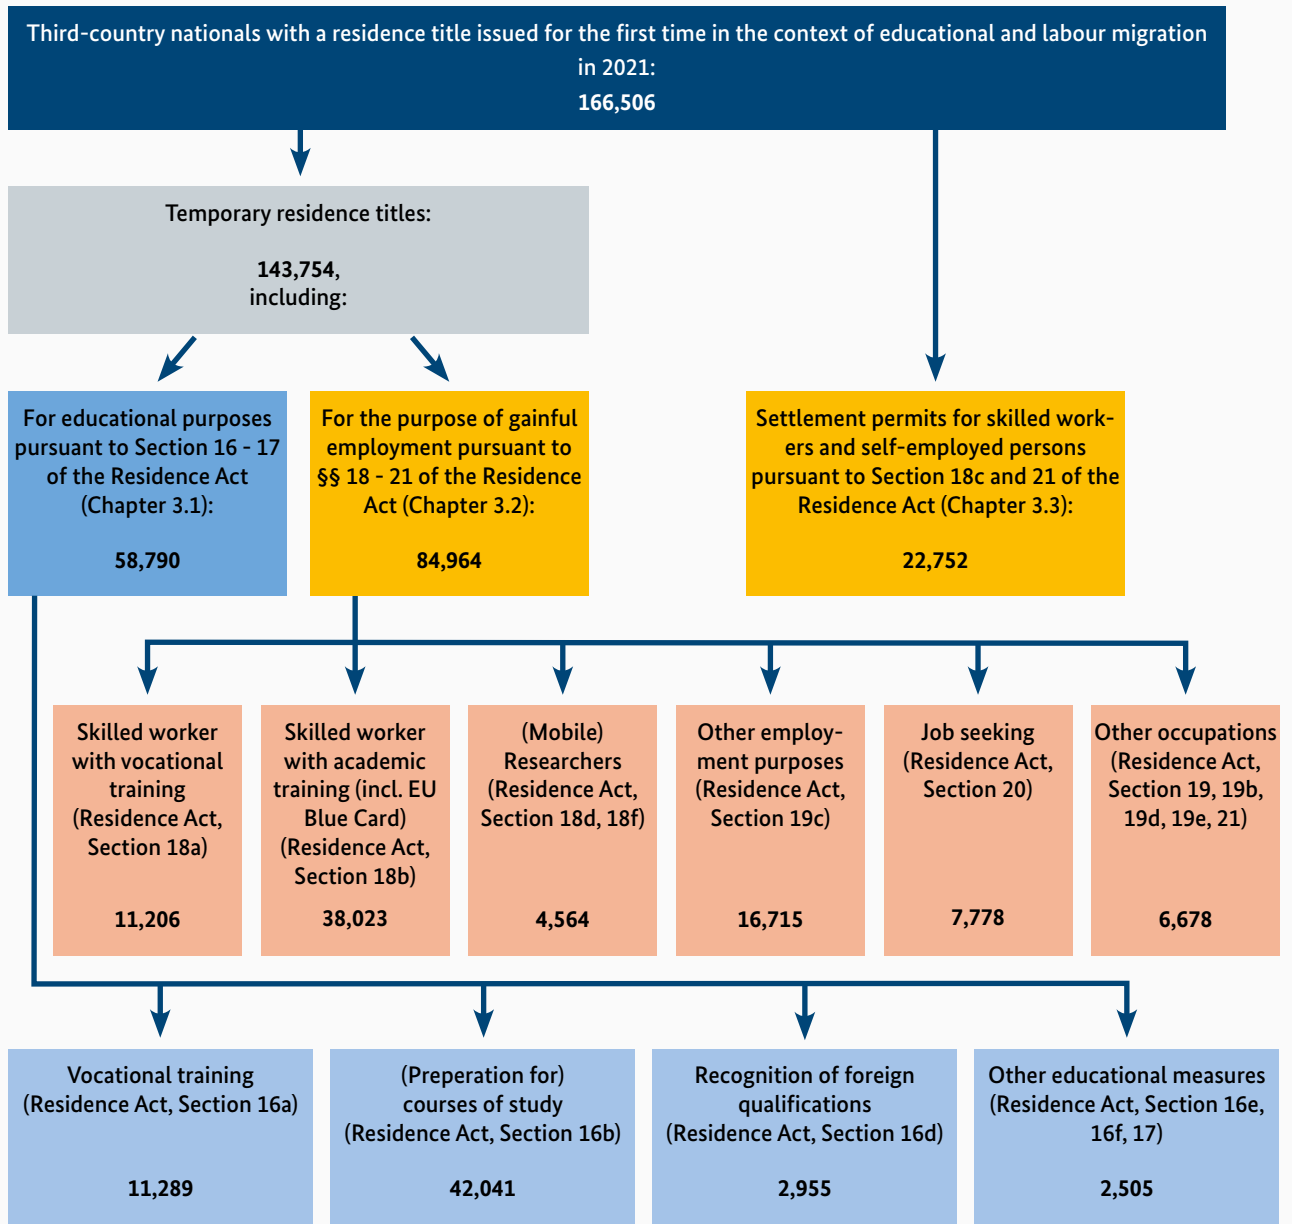 Third-country nationals with a residence title issued for the first time in the context of educational and labour migration
in 2021:
166,506
Temporary residence titles:
143,754,
including:
For educational purposes
pursuant to Section 16 - 17
of the Residence Act
(Chapter 3.1):
58,790
For the purpose of gainful
employment pursuant to
§§ 18 - 21 of the Residence
Act (Chapter 3.2):
84,964
Settlement permits for skilled work-
ers and self-employed persons
pursuant to Section 18c and 21 of the
Residence Act (Chapter 3.3):
22,752
Skilled worker
with vocational
training
(Residence Act,
Section 18a)
11,206
Skilled worker
with academic
training (incl. EU
Blue Card)
(Residence Act,
Section 18b)
38,023
(Mobile)
Researchers
(Residence Act,
Section 18d, 18f)
4,564
Other employ-
ment purposes
(Residence Act,
Section 19c)
16,715
Job seeking
(Residence Act,
Section 20)
7,778
Other occupations
(Residence Act,
Section 19, 19b,
19d, 19e, 21)
6,678
Vocational training
(Residence Act, Section 16a)
11,289
(Preparation for)
courses of study
(Residence Act, Section 16b)
42,041
Recognition of foreign
qualifications
(Residence Act, Section 16d)
2,955
Other educational measures
(Residence Act, Section 16e,
16f, 17)
2,505